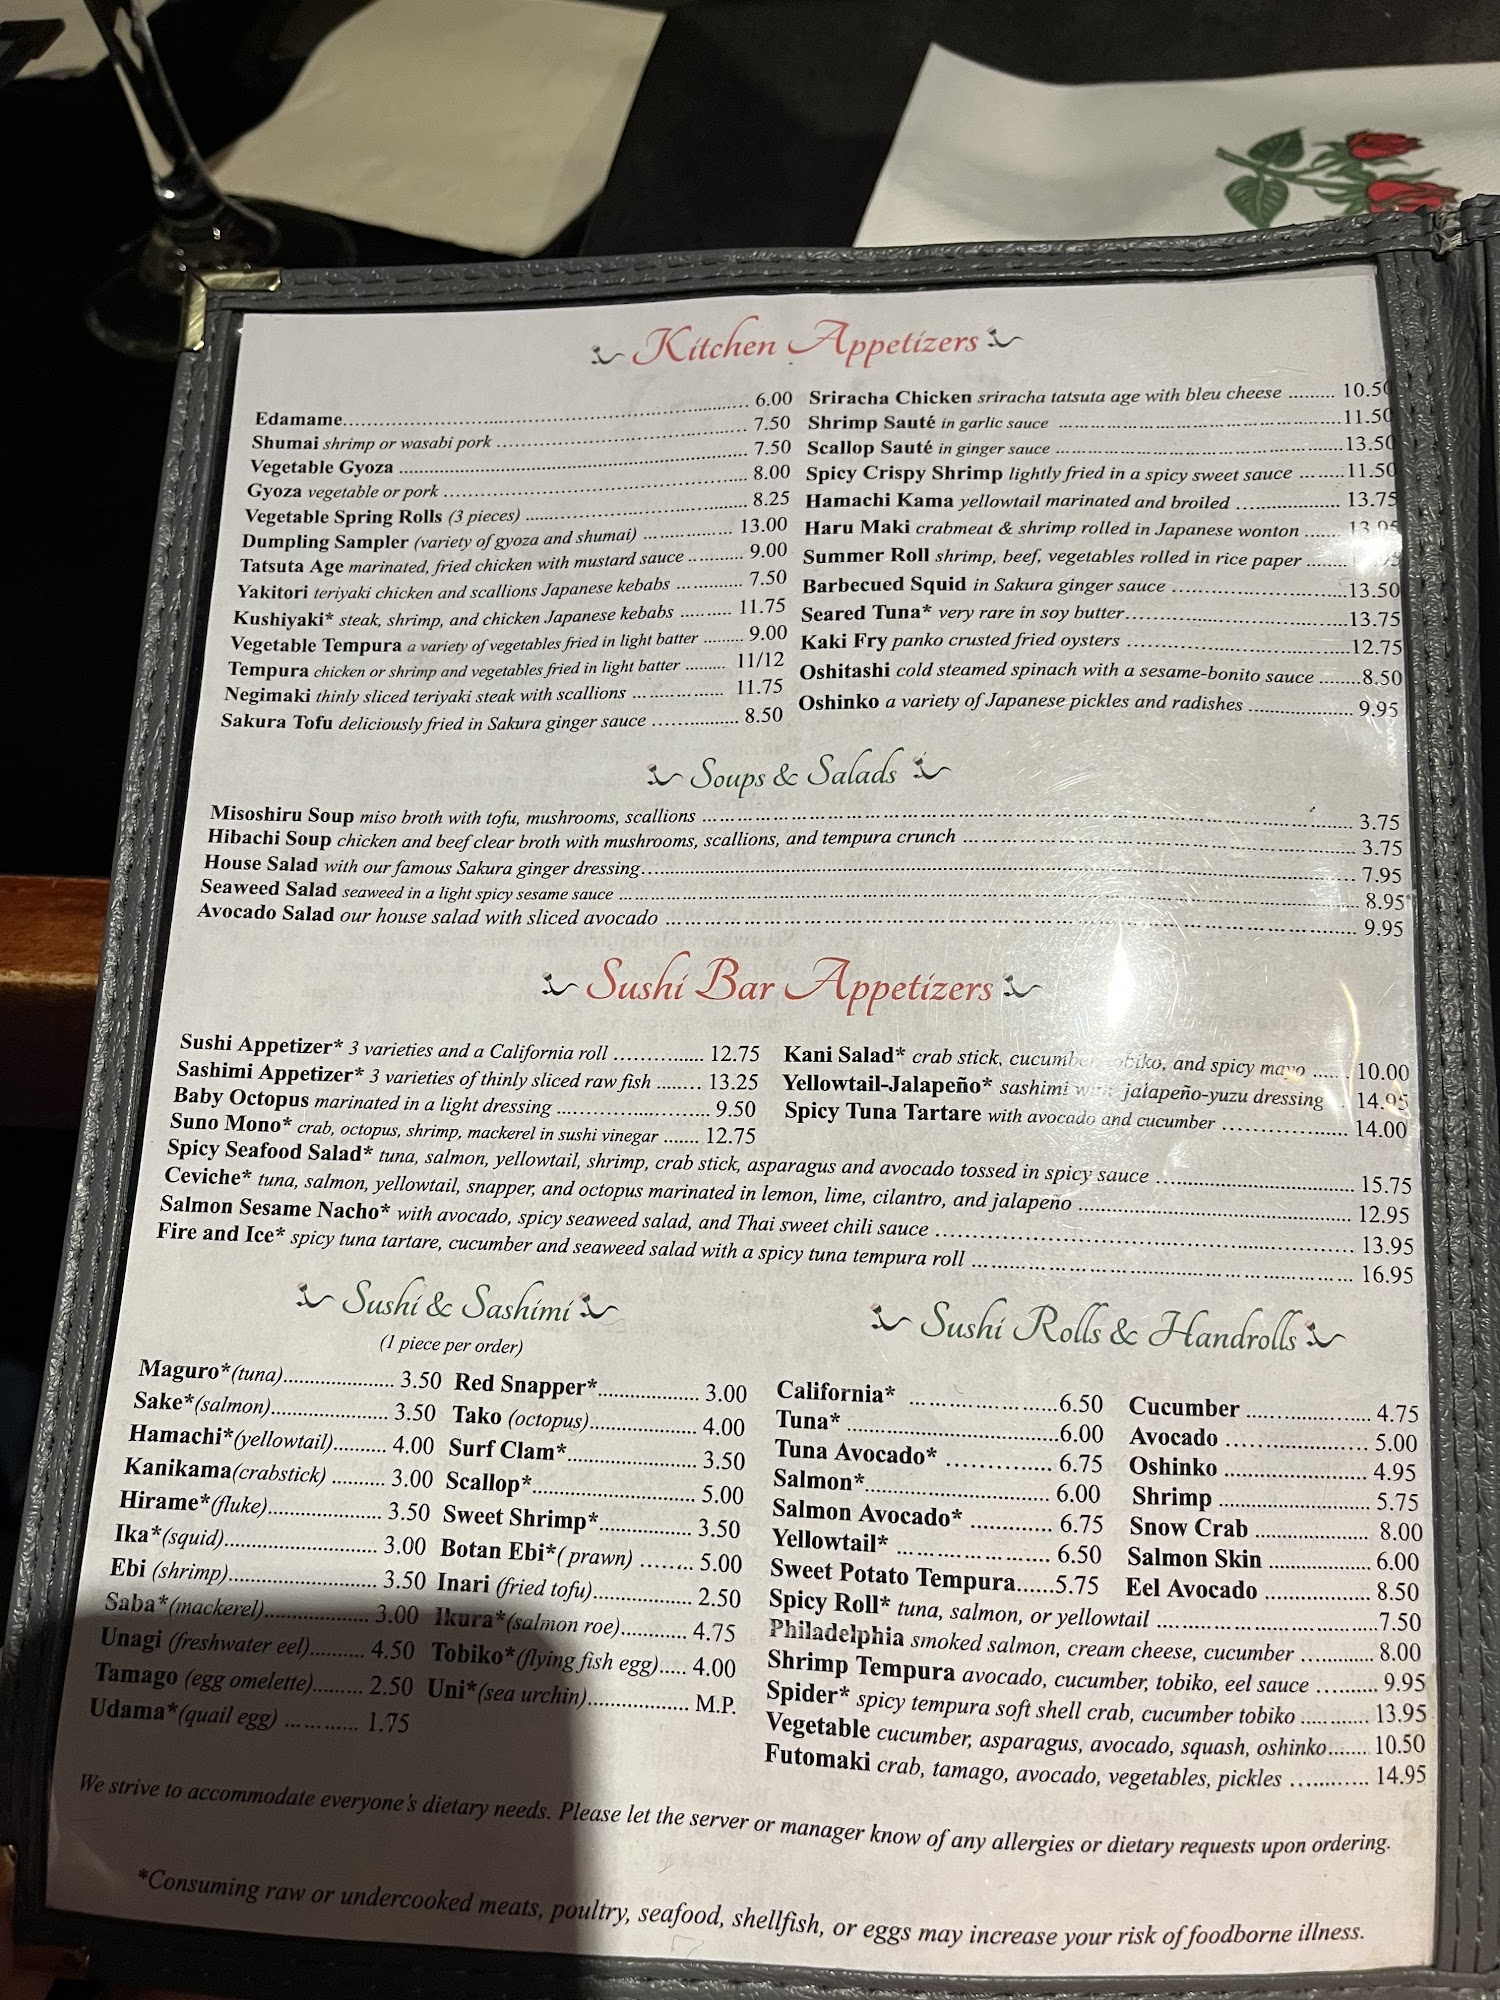 Kitchen Appetizers
Edamame........ 6.00
Shumai shrimp or wasabi pork ........ 7.50
Vegetable Gyoza ........ 7.50
Gyoza vegetable or pork ........ 8.00
Vegetable Spring Rolls (3 pieces) ........ 8.25
Dumpling Sampler (variety of gyoza and shumai) ........ 13.00
Tatsuta Age marinated, fried chicken with mustard sauce ........ 9.00
Yakitori teriyaki chicken and scallions Japanese kebabs ........ 7.50
Kushiyaki* steak, shrimp, and chicken Japanese kebabs ........ 11.75
Vegetable Tempura a variety of vegetables fried in light batter ........ 9.00
Tempura chicken or shrimp and vegetables fried in light batter ........ 11/12
Negimaki thinly sliced teriyaki steak with scallions ........ 11.75
Sakura Tofu deliciously fried in Sakura ginger sauce ........ 8.50
Sriracha Chicken sriracha tatsuta age with bleu cheese ........ 10.50
Shrimp Sauté in garlic sauce ........ 11.50
Scallop Sauté in ginger sauce ........ 13.50
Spicy Crispy Shrimp lightly fried in a spicy sweet sauce ........ 11.50
Hamachi Kama yellowtail marinated and broiled ........ 13.75
Haru Maki crabmeat & shrimp rolled in Japanese wonton ........ 13.95
Summer Roll shrimp, beef, vegetables rolled in rice paper ........
Barbecued Squid in Sakura ginger sauce ........ 13.50
Seared Tuna* very rare in soy butter........ 13.75
Kaki Fry panko crusted fried oysters ........ 12.75
Oshitashi cold steamed spinach with a sesame-bonito sauce ........ 8.50
Oshinko a variety of Japanese pickles and radishes ........ 9.95
Soups & Salads
Misoshiru Soup miso broth with tofu, mushrooms, scallions ........ 3.75
Hibachi Soup chicken and beef clear broth with mushrooms, scallions, and tempura crunch ........ 3.75
House Salad with our famous Sakura ginger dressing........ 7.95
Seaweed Salad seaweed in a light spicy sesame sauce ........ 8.95
Avocado Salad our house salad with sliced avocado ........ 9.95
Sushi Bar Appetizers
Sushi Appetizer* 3 varieties and a California roll ........ 12.75
Sashimi Appetizer* 3 varieties of thinly sliced raw fish ........ 13.25
Baby Octopus marinated in a light dressing ........ 9.50
Suno Mono* crab, octopus, shrimp, mackerel in sushi vinegar ........ 12.75
Kani Salad* crab stick, cucumber, tobiko, and spicy mayo ........ 10.00
Yellowtail-Jalapeño* sashimi with jalapeño-yuzu dressing ........ 14.95
Spicy Tuna Tartare with avocado and cucumber ........ 14.00
Spicy Seafood Salad* tuna, salmon, yellowtail, shrimp, crab stick, asparagus and avocado tossed in spicy sauce ........ 15.75
Ceviche* tuna, salmon, yellowtail, snapper, and octopus marinated in lemon, lime, cilantro, and jalapeño ........ 12.95
Salmon Sesame Nacho* with avocado, spicy seaweed salad, and Thai sweet chili sauce ........ 13.95
Fire and Ice* spicy tuna tartare, cucumber and seaweed salad with a spicy tuna tempura roll ........ 16.95
Sushi & Sashimi
(1 piece per order)
Maguro*(tuna)........ 3.50
Sake*(salmon)........ 3.50
Hamachi*(yellowtail)........ 4.00
Kanikama(crabstick) ........ 3.00
Hirame*(fluke)........ 3.50
Ika*(squid)........ 3.00
Ebi (shrimp)........ 3.50
Saba*(mackerel)........ 3.00
Unagi (freshwater eel)........ 4.50
Tamago (egg omelette)........ 2.50
Udama*(quail egg) ........ 1.75
Red Snapper*........ 3.00
Tako (octopus)........ 4.00
Surf Clam*........ 3.50
Scallop*........ 5.00
Sweet Shrimp*........ 3.50
Botan Ebi*(prawn) ........ 5.00
Inari (fried tofu)........ 2.50
Ikura*(salmon roe)........ 4.75
Tobiko*(flying fish egg)..... 4.00
Uni*(sea urchin)........ M.P.
Sushi Rolls & Handrolls
California* ........ 6.50
Tuna* ........ 6.00
Tuna Avocado* ........ 6.75
Salmon*........ 6.00
Salmon Avocado* ........ 6.75
Yellowtail* ........ 6.50
Sweet Potato Tempura......5.75
Cucumber ........ 4.75
Avocado ........ 5.00
Oshinko ........ 4.95
Shrimp ........ 5.75
Snow Crab ........ 8.00
Salmon Skin ........ 6.00
Eel Avocado ........ 8.50
Spicy Roll* tuna, salmon, or yellowtail ........ 7.50
Philadelphia smoked salmon, cream cheese, cucumber ........ 8.00
Shrimp Tempura avocado, cucumber, tobiko, eel sauce ........ 9.95
Spider* spicy tempura soft shell crab, cucumber tobiko ........ 13.95
Vegetable cucumber, asparagus, avocado, squash, oshinko....... 10.50
Futomaki crab, tamago, avocado, vegetables, pickles ........ 14.95
We strive to accommodate everyone's dietary needs. Please let the server or manager know of any allergies or dietary requests upon ordering.
*Consuming raw or undercooked meats, poultry, seafood, shellfish, or eggs may increase your risk of foodborne illness.